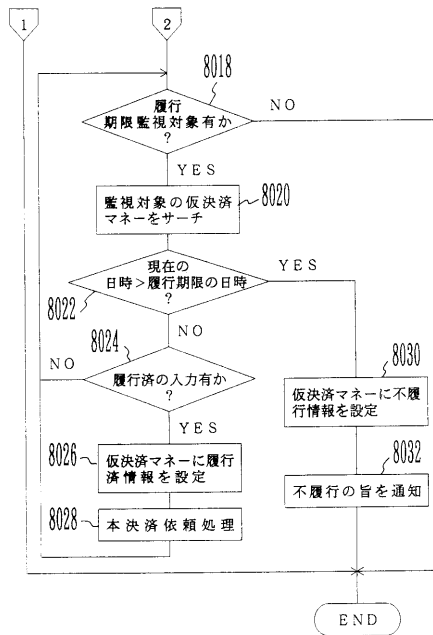 1
2
8018
履行
期限監視対象有か
?
NO
YES
監視対象の仮決済
マネーをサーチ
8020
現在の
日時>履行期限の日時
?
YES
8022
NO
8024
NO
履行済の入力有か
?
8030
仮決済マネーに不履
行情報を設定
YES
8026
仮決済マネーに履行
済情報を設定
8032
不履行の旨を通知
8028
本決済依頼処理
END